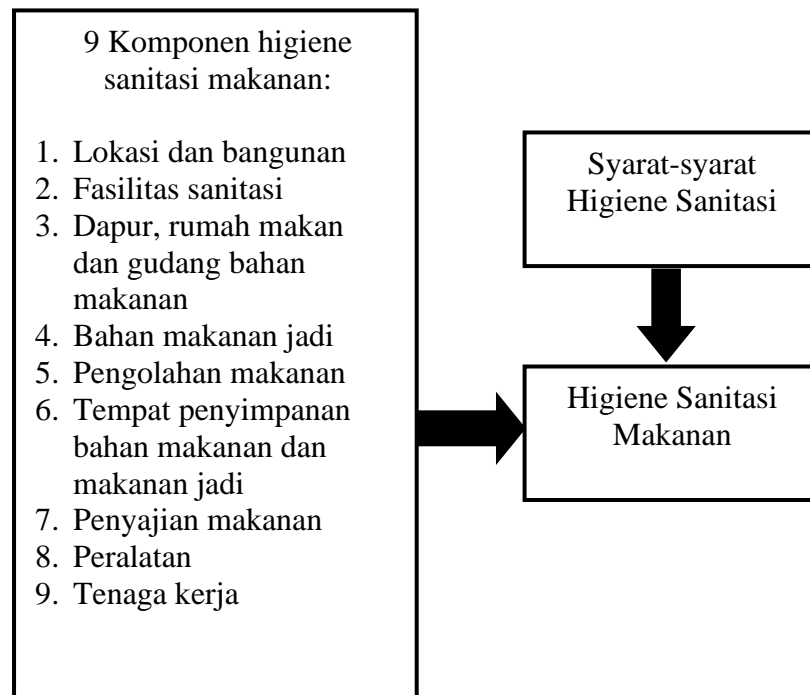 9 Komponen higiene
sanitasi makanan:
1. Lokasi dan bangunan
2. Fasilitas sanitasi
3. Dapur, rumah makan
dan gudang bahan
makanan
4. Bahan makanan jadi
5. Pengolahan makanan
6. Tempat penyimpanan
bahan makanan dan
makanan jadi
7. Penyajian makanan
8. Peralatan
9. Tenaga kerja
Syarat-syarat
Higiene Sanitasi
Higiene Sanitasi
Makanan